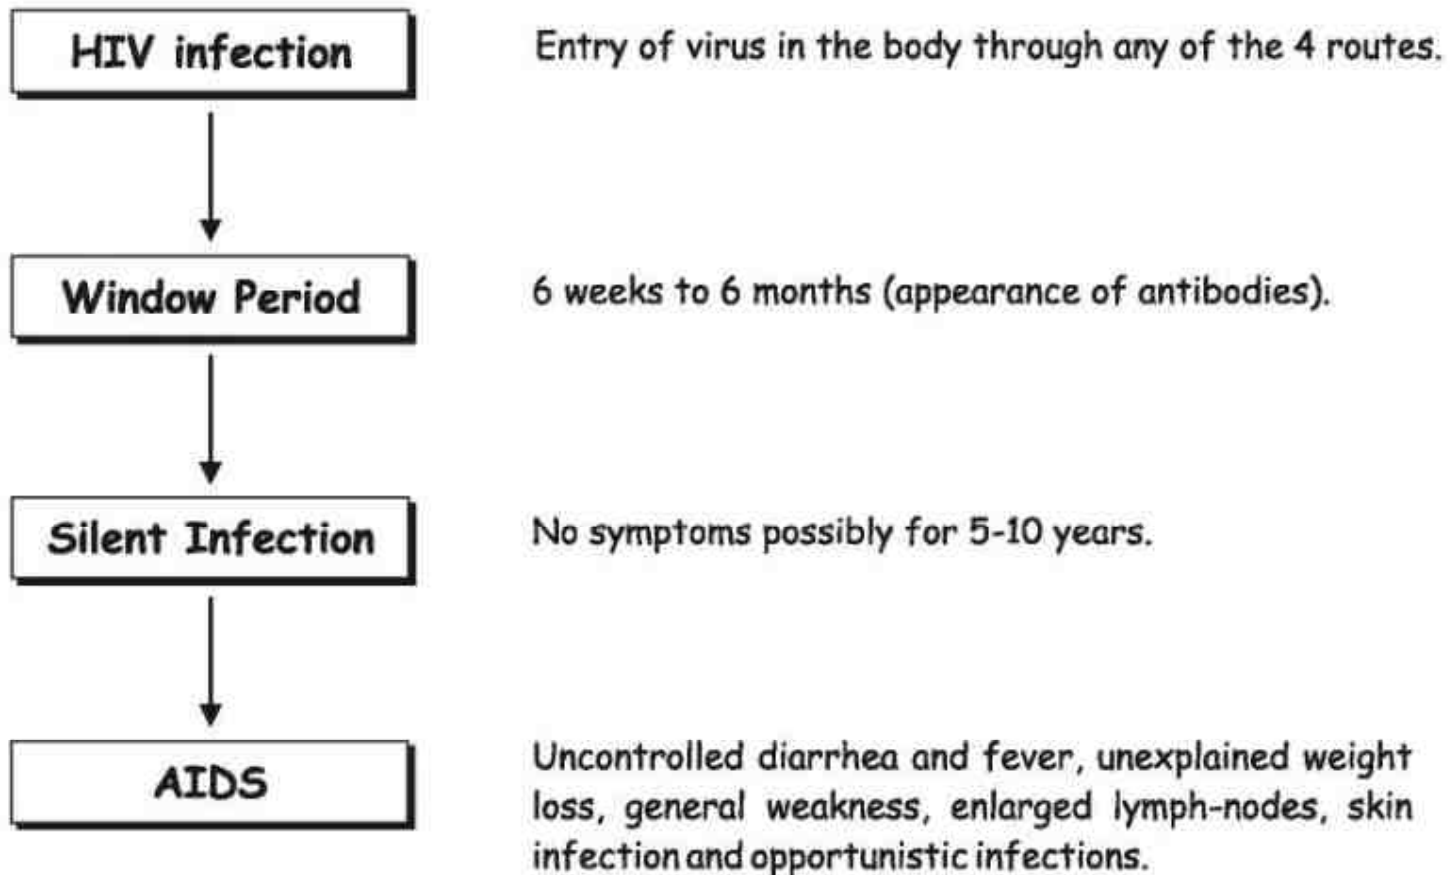 HIV infection
Entry of virus in the body through any of the 4 routes.
Window Period
6 weeks to 6 months (appearance of antibodies).
Silent Infection
No symptoms possibly for 5-10 years.
AIDS
Uncontrolled diarrhea and fever, unexplained weight
loss, general weakness, enlarged lymph-nodes, skin
infection and opportunistic infections.